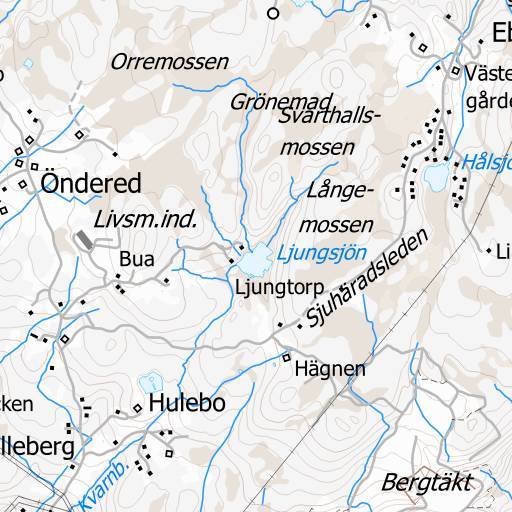 Eb
Orremossen
Väste
gårde
Grönemad
Svarthalls-
mossen
Hålsjö
Öndered
Långe-
mossen
Livsm.ind.
Ljungsjön
Li
Bua
Ljungtorp
Sjuhäradsleden
Hägnen
Hulebo
cken
lleberg
Kvarnb.
Bergtäkt